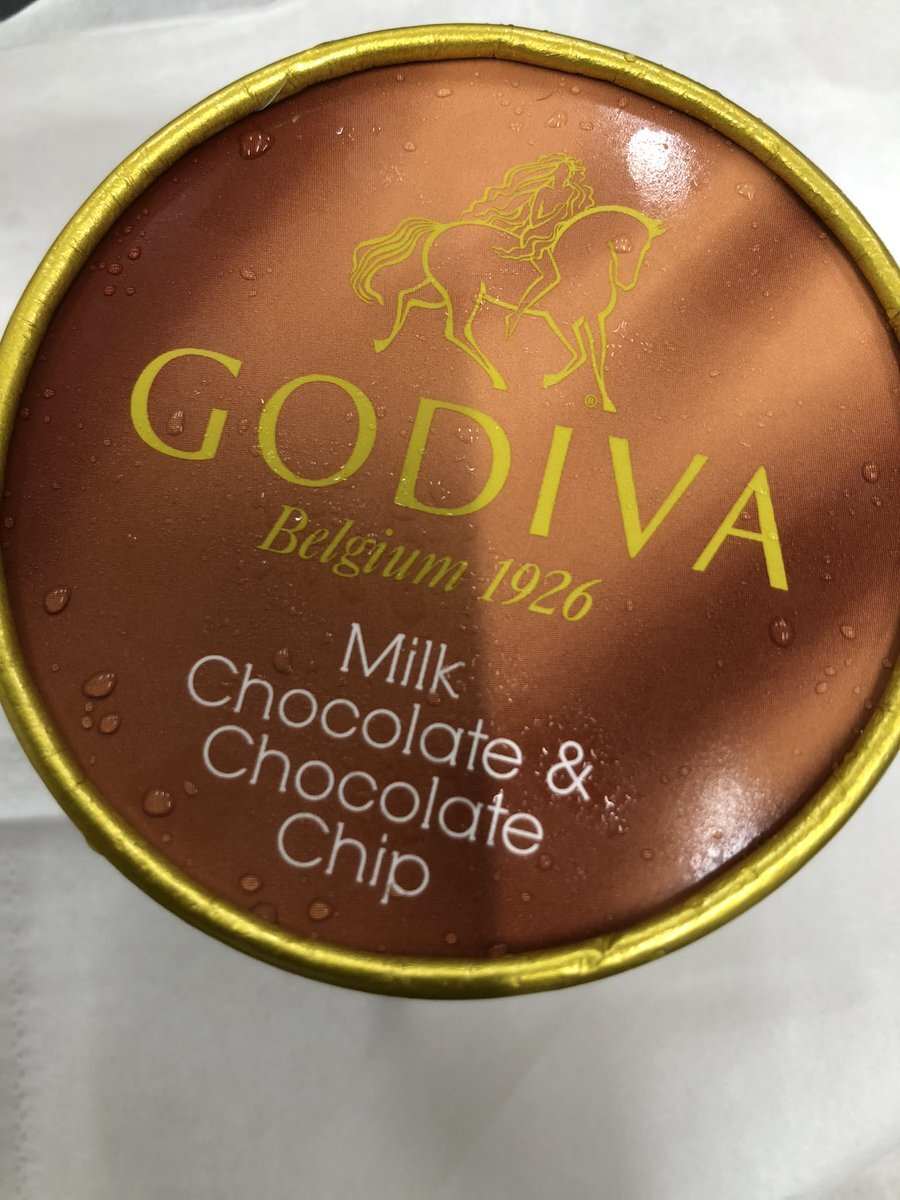 GODIVA
®
Belgium 1926
Milk
Chocolate &
Chocolate
Chip